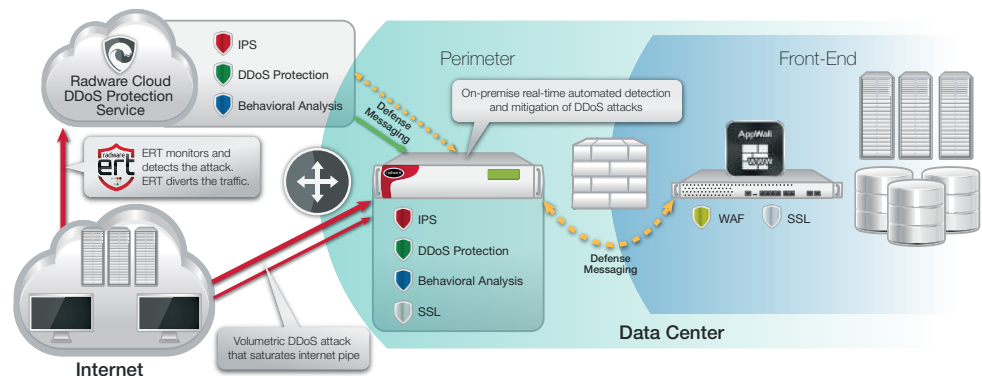 Radware Cloud
DDoS Protection
Service
IPS
DDoS Protection
Behavioral Analysis
Perimeter
Front-End
On-premise real-time automated detection
and mitigation of DDoS attacks
Defense
Messaging
radware
ert
ERT monitors and
detects the attack.
ERT diverts the traffic.
radware
AppWall
WWW
IPS
DDoS Protection
Behavioral Analysis
SSL
WAF
SSL
Defense
Messaging
Volumetric DDoS attack
that saturates internet pipe
Internet
Data Center